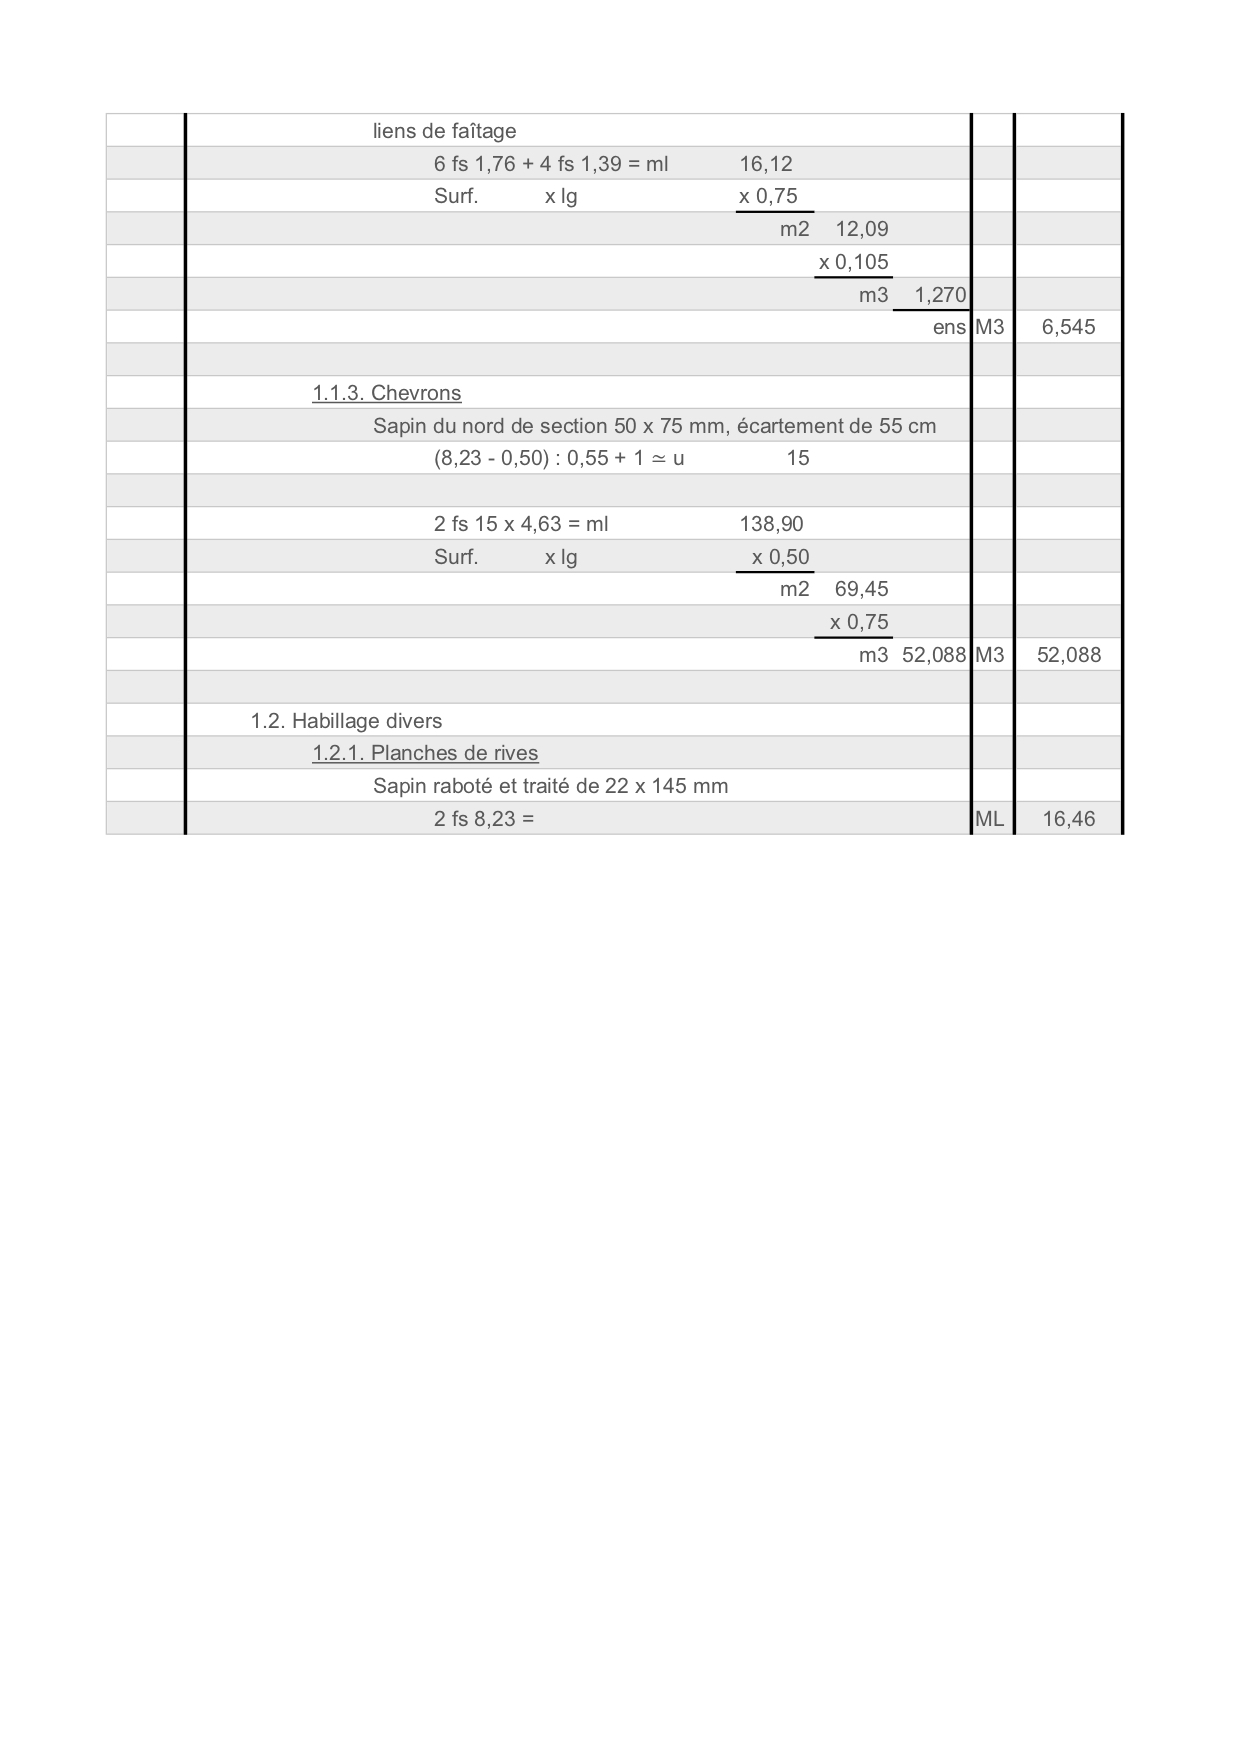 liens de faîtage
6 fs 1,76 + 4 fs 1,39 = ml 16,12
Surf. x lg x 0,75
m2 12,09
x 0,105
m3 1,270
ens M3 6,545
1.1.3. Chevrons
Sapin du nord de section 50 x 75 mm, écartement de 55 cm
(8,23 - 0,50) : 0,55 + 1 ≃ u 15
2 fs 15 x 4,63 = ml 138,90
Surf. x lg x 0,50
m2 69,45
x 0,75
m3 52,088 M3 52,088
1.2. Habillage divers
1.2.1. Planches de rives
Sapin raboté et traité de 22 x 145 mm
2 fs 8,23 = ML 16,46